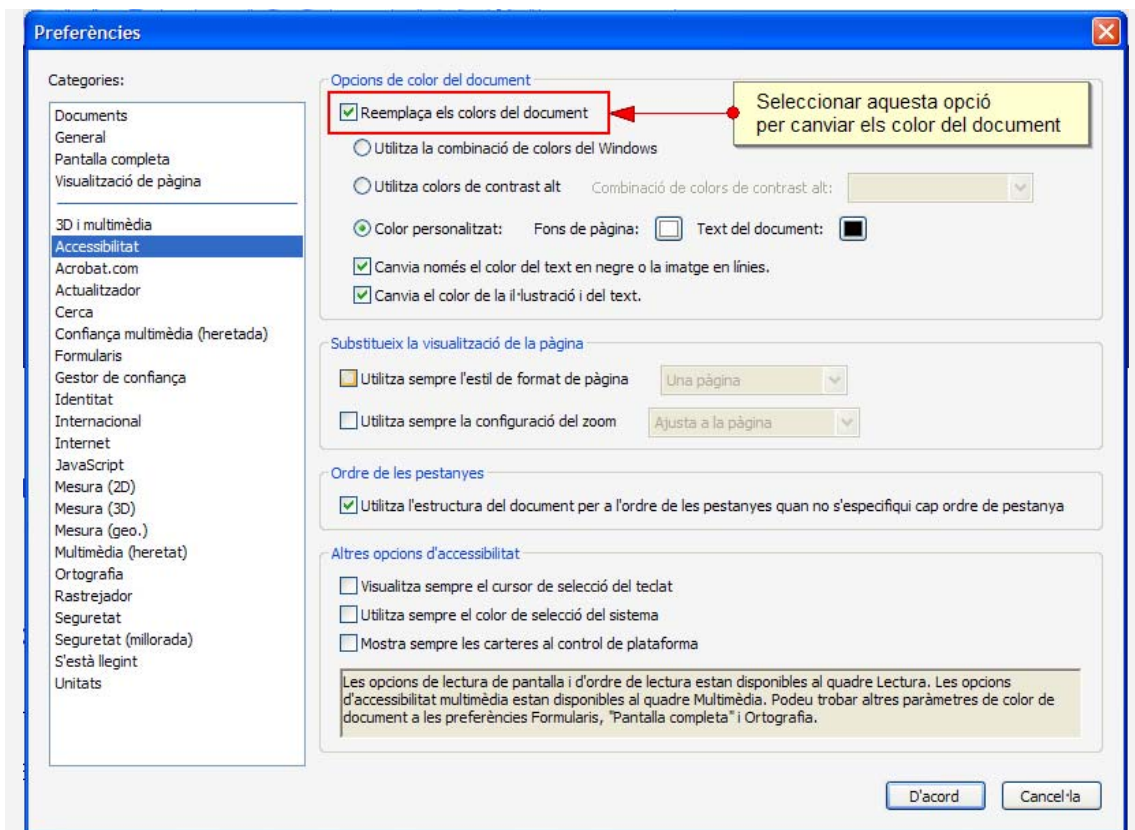 Preferències
Categories:
Documents
General
Pantalla completa
Visualització de pàgina
3D i multimèdia
Accessibilitat
Acrobat.com
Actualitzador
Cerca
Confiança multimèdia (heretada)
Formularis
Gestor de confiança
Identitat
Internacional
Internet
JavaScript
Mesura (2D)
Mesura (3D)
Mesura (geo.)
Multimèdia (heretat)
Ortografia
Rastrejador
Seguretat
Seguretat (millorada)
S'està llegint
Unitats
Opcions de color del document
Reemplaça els colors del document
Seleccionar aquesta opció
per canviar els color del document
Utilitza la combinació de colors del Windows
Utilitza colors de contrast alt Combinació de colors de contrast alt:
Color personalitzat: Fons de pàgina: Text del document:
Canvia només el color del text en negre o la imatge en línies.
Canvia el color de la il·lustració i del text.
Substitueix la visualització de la pàgina
Utilitza sempre l'estil de format de pàgina Una pàgina
Utilitza sempre la configuració del zoom Ajusta a la pàgina
Ordre de les pestanyes
Utilitza l'estructura del document per a l'ordre de les pestanyes quan no s'especifiqui cap ordre de pestanya
Altres opcions d'accessibilitat
Visualitza sempre el cursor de selecció del teclat
Utilitza sempre el color de selecció del sistema
Mostra sempre les carteres al control de plataforma
Les opcions de lectura de pantalla i d'ordre de lectura estan disponibles al quadre Lectura. Les opcions
d'accessibilitat multimèdia estan disponibles al quadre Multimèdia. Podeu trobar altres paràmetres de color de
document a les preferències Formularis, "Pantalla completa" i Ortografia.
D'acord Cancel·la